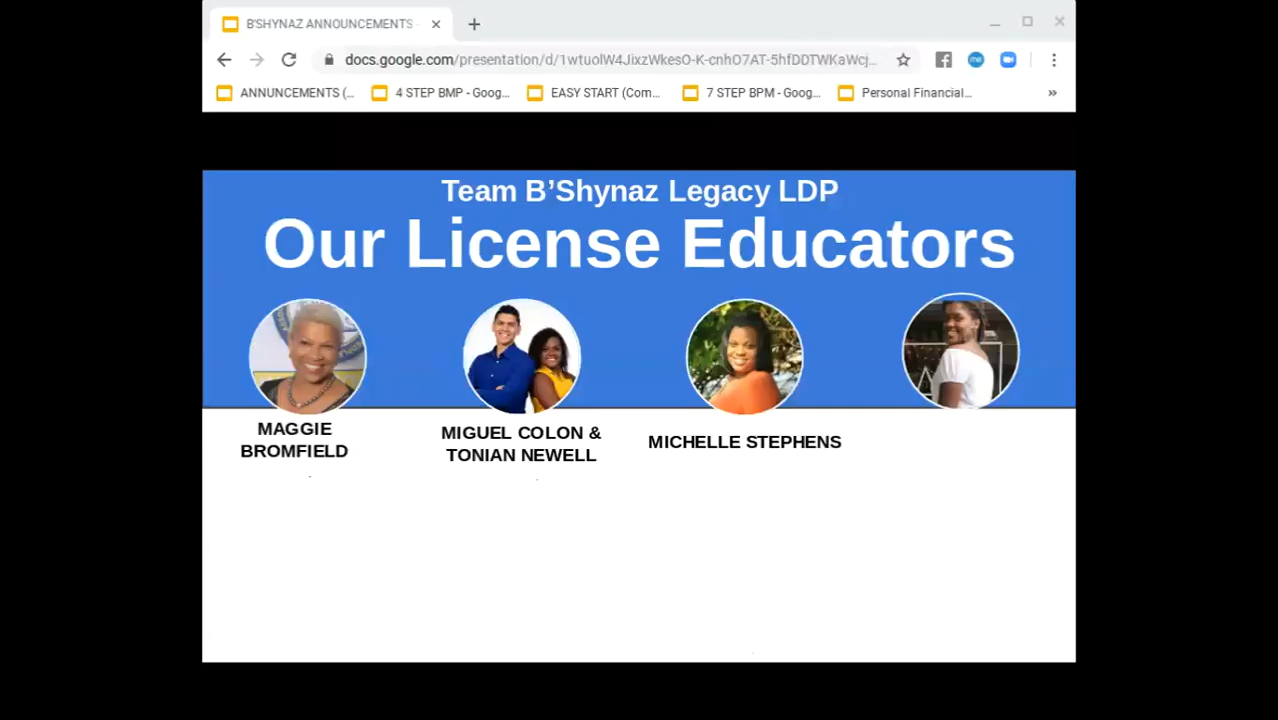 B'SHYNAZ ANNOUNCEMENTS
docs.google.com/presentation/d/1wtuolW4JixzWkesO-K-cnhO7AT-5hfDDTWKaWcj...
ANNUNCEMENTS (... 4 STEP BMP - Goog... EASY START (Com... 7 STEP BPM - Goog... Personal Financial...
Team B’Shynaz Legacy LDP
Our License Educators
MAGGIE
BROMFIELD
MIGUEL COLON &
TONIAN NEWELL
MICHELLE STEPHENS